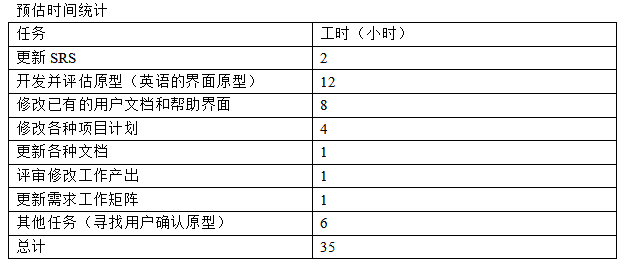 预估时间统计
任务 工时（小时）
更新 SRS 2
开发并评估原型（英语的界面原型） 12
修改已有的用户文档和帮助界面 8
修改各种项目计划 4
更新各种文档 1
评审修改工作产出 1
更新需求工作矩阵 1
其他任务（寻找用户确认原型） 6
总计 35